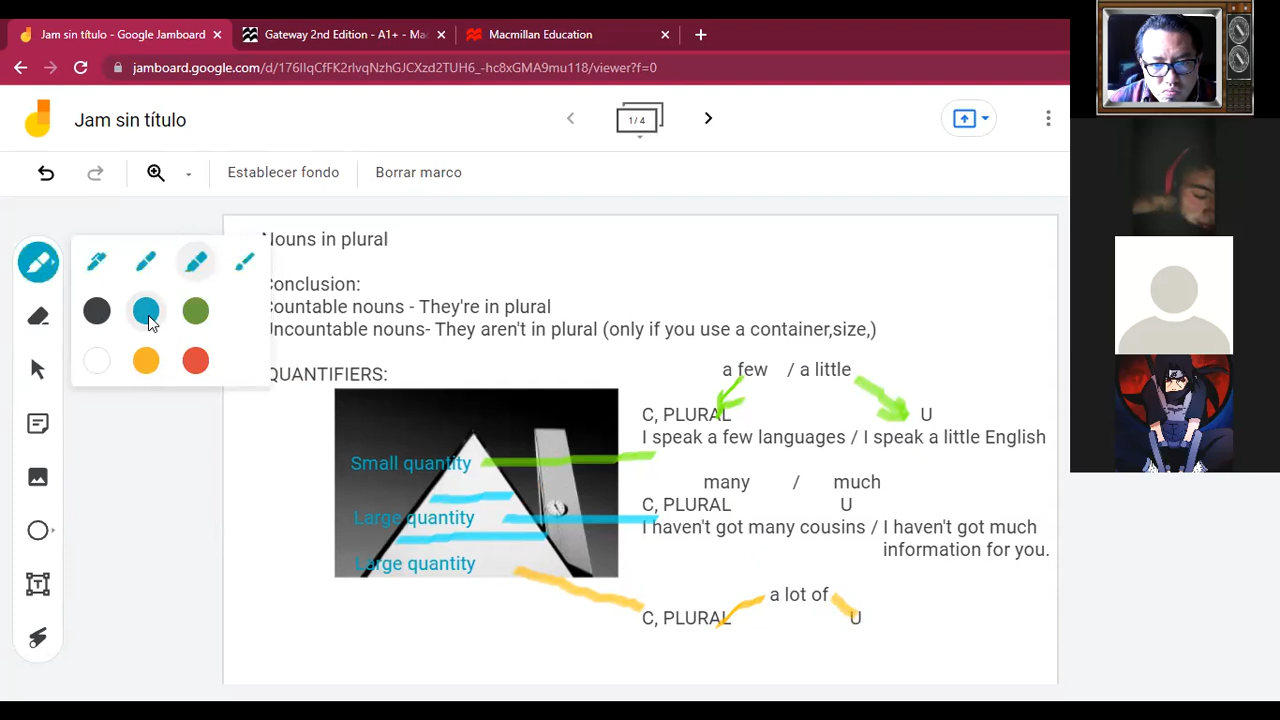 Jam sin título - Google Jamboard
Gateway 2nd Edition - A1+ - Mac
Macmillan Education
jamboard.google.com/d/176IIqCfFK2rlvqNzhGJCXzd2TUH6_-hc8xGMA9mu118/viewer?f=0
Jam sin título
1/4
Establecer fondo
Borrar marco
Nouns in plural
Conclusion:
Countable nouns - They're in plural
Uncountable nouns- They aren't in plural (only if you use a container,size,)
QUANTIFIERS:
a few / a little
C, PLURAL U
I speak a few languages / I speak a little English
Small quantity
many / much
C, PLURAL U
Large quantity
I haven't got many cousins / I haven't got much
information for you.
Large quantity
a lot of
C, PLURAL U